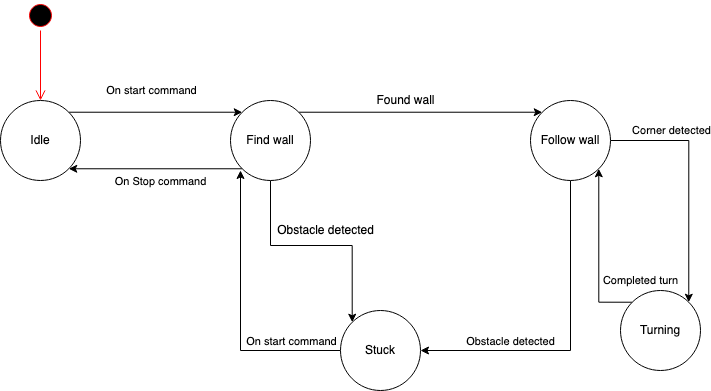 On start command
Found wall
Corner detected
Idle
Find wall
Follow wall
On Stop command
Obstacle detected
Completed turn
Turning
On start command
Stuck
Obstacle detected